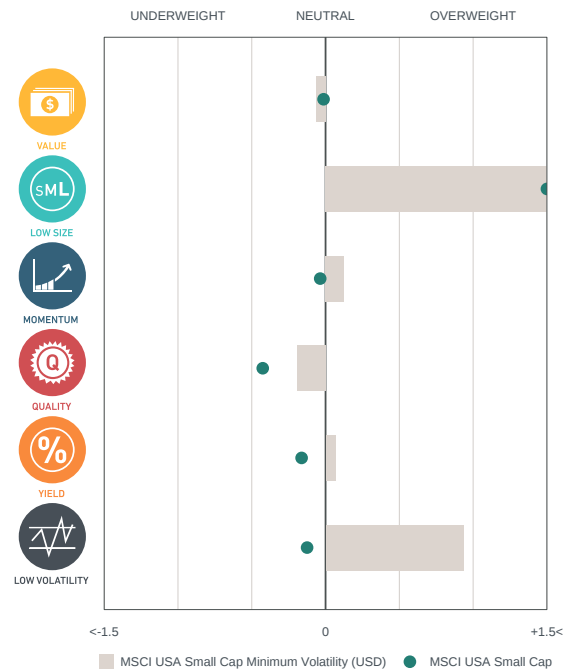 UNDERWEIGHT NEUTRAL OVERWEIGHT
$
VALUE
SML
LOW SIZE
MOMENTUM
Q
QUALITY
%
YIELD
LOW VOLATILITY
<-1.5 0 +1.5<
MSCI USA Small Cap Minimum Volatility (USD) MSCI USA Small Cap